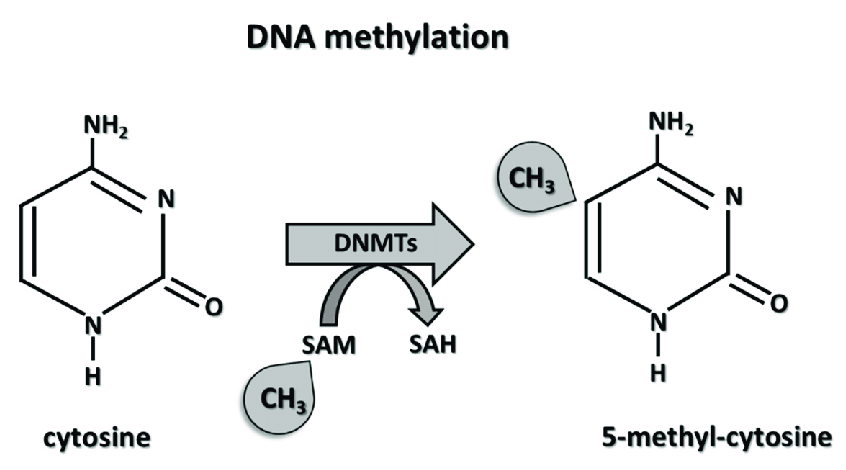 DNA methylation
NH₂
N
O
N
H
cytosine
DNMTs
SAM
SAH
CH₃
CH₃
NH₂
N
O
N
H
5-methyl-cytosine